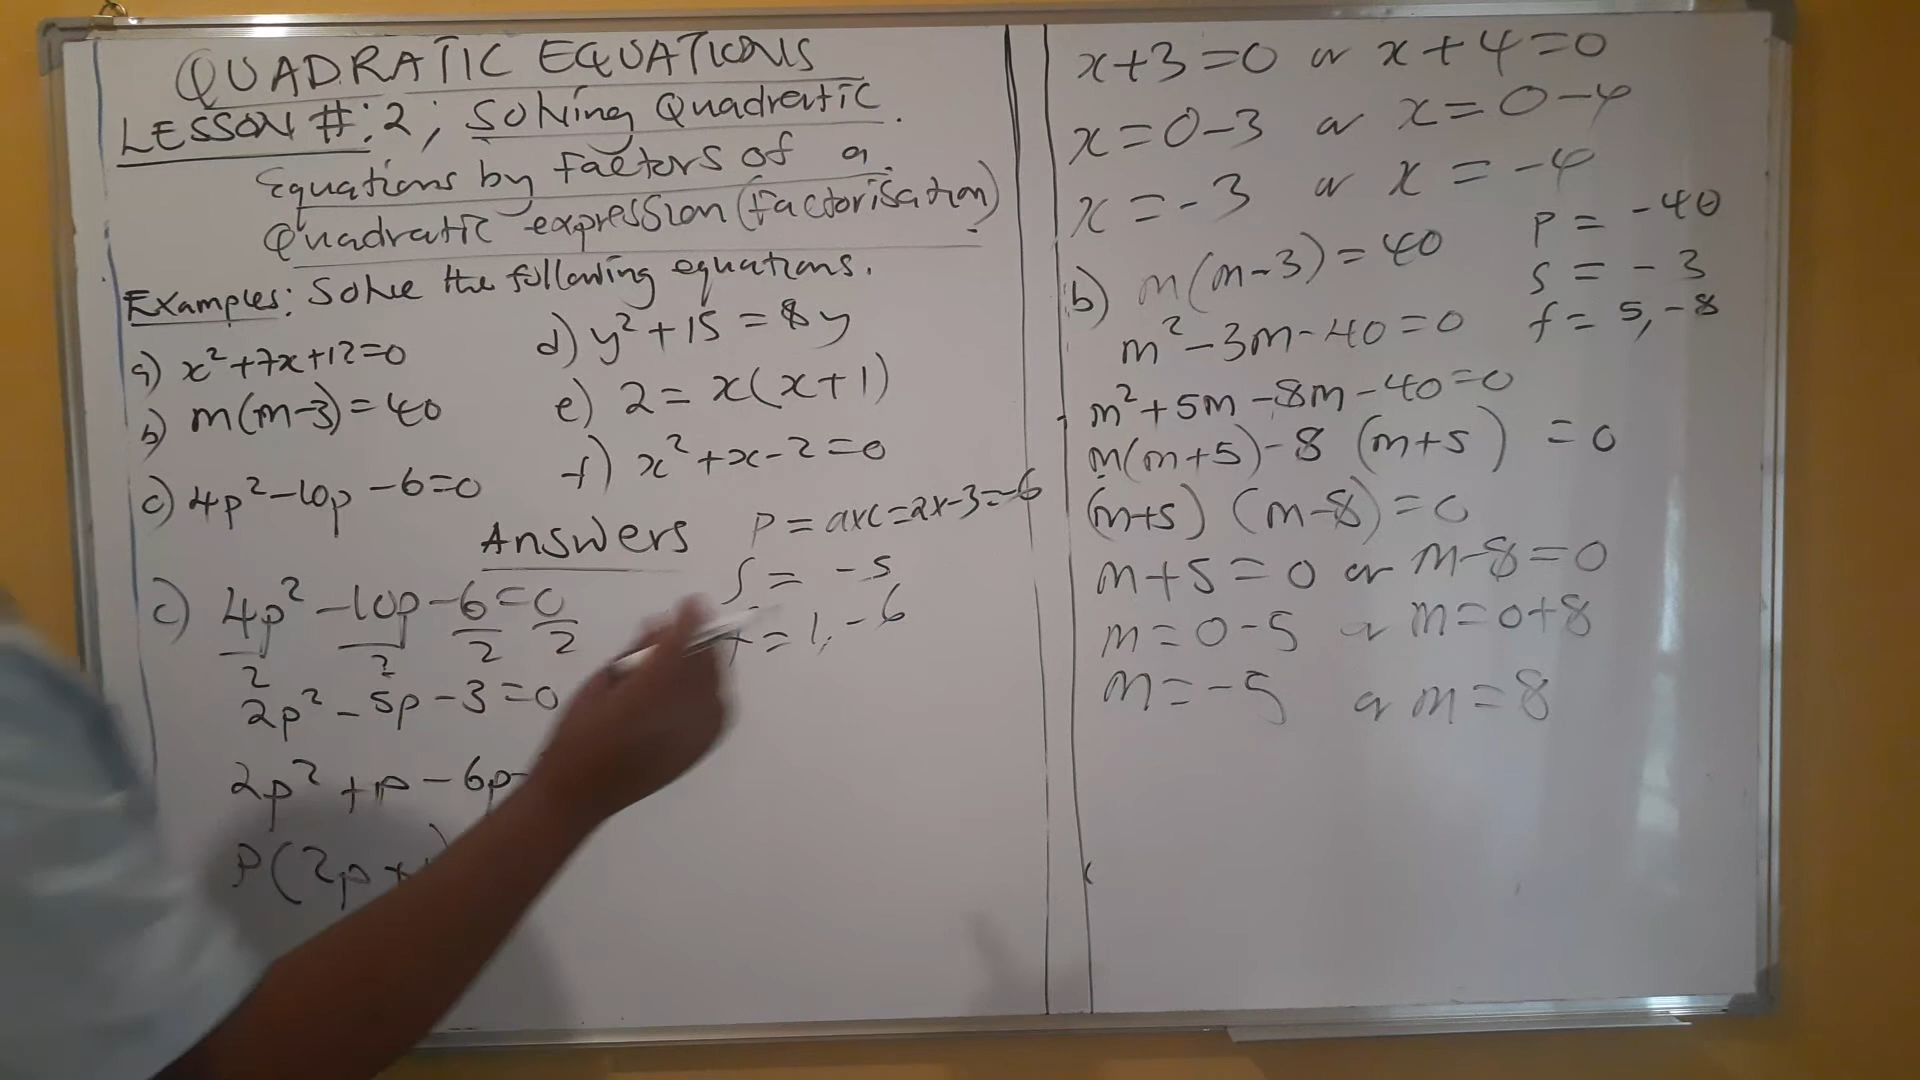 QUADRATIC EQUATIONS
LESSON #:2; Solving Quadratic
Equations by factors of a
Quadratic expression (factorisation).
Examples: Solve the following equations.
a) x²+7x+12=0
b) m(m-3)=40
c) 4p²-10p-6=0
d) y²+15=8y
e) 2=x(x+1)
f) x²+x-2=0
Answers
c) 4p²-10p-6=0
2 2 2 2
2p²-5p-3=0
2p²+p-6p-
P(2p+
P=axc=2x-3=-6
S=-5
f=1,-6
x+3=0 or x+4=0
x=0-3 or x=0-4
x=-3 or x=-4
b) m(m-3)=40
m²-3m-40=0
m²+5m-8m-40=0
m(m+5)-8(m+5)=0
(m+5)(m-8)=0
m+5=0 or m-8=0
m=0-5 or m=0+8
m=-5 or m=8
P=-40
S=-3
f=5,-8